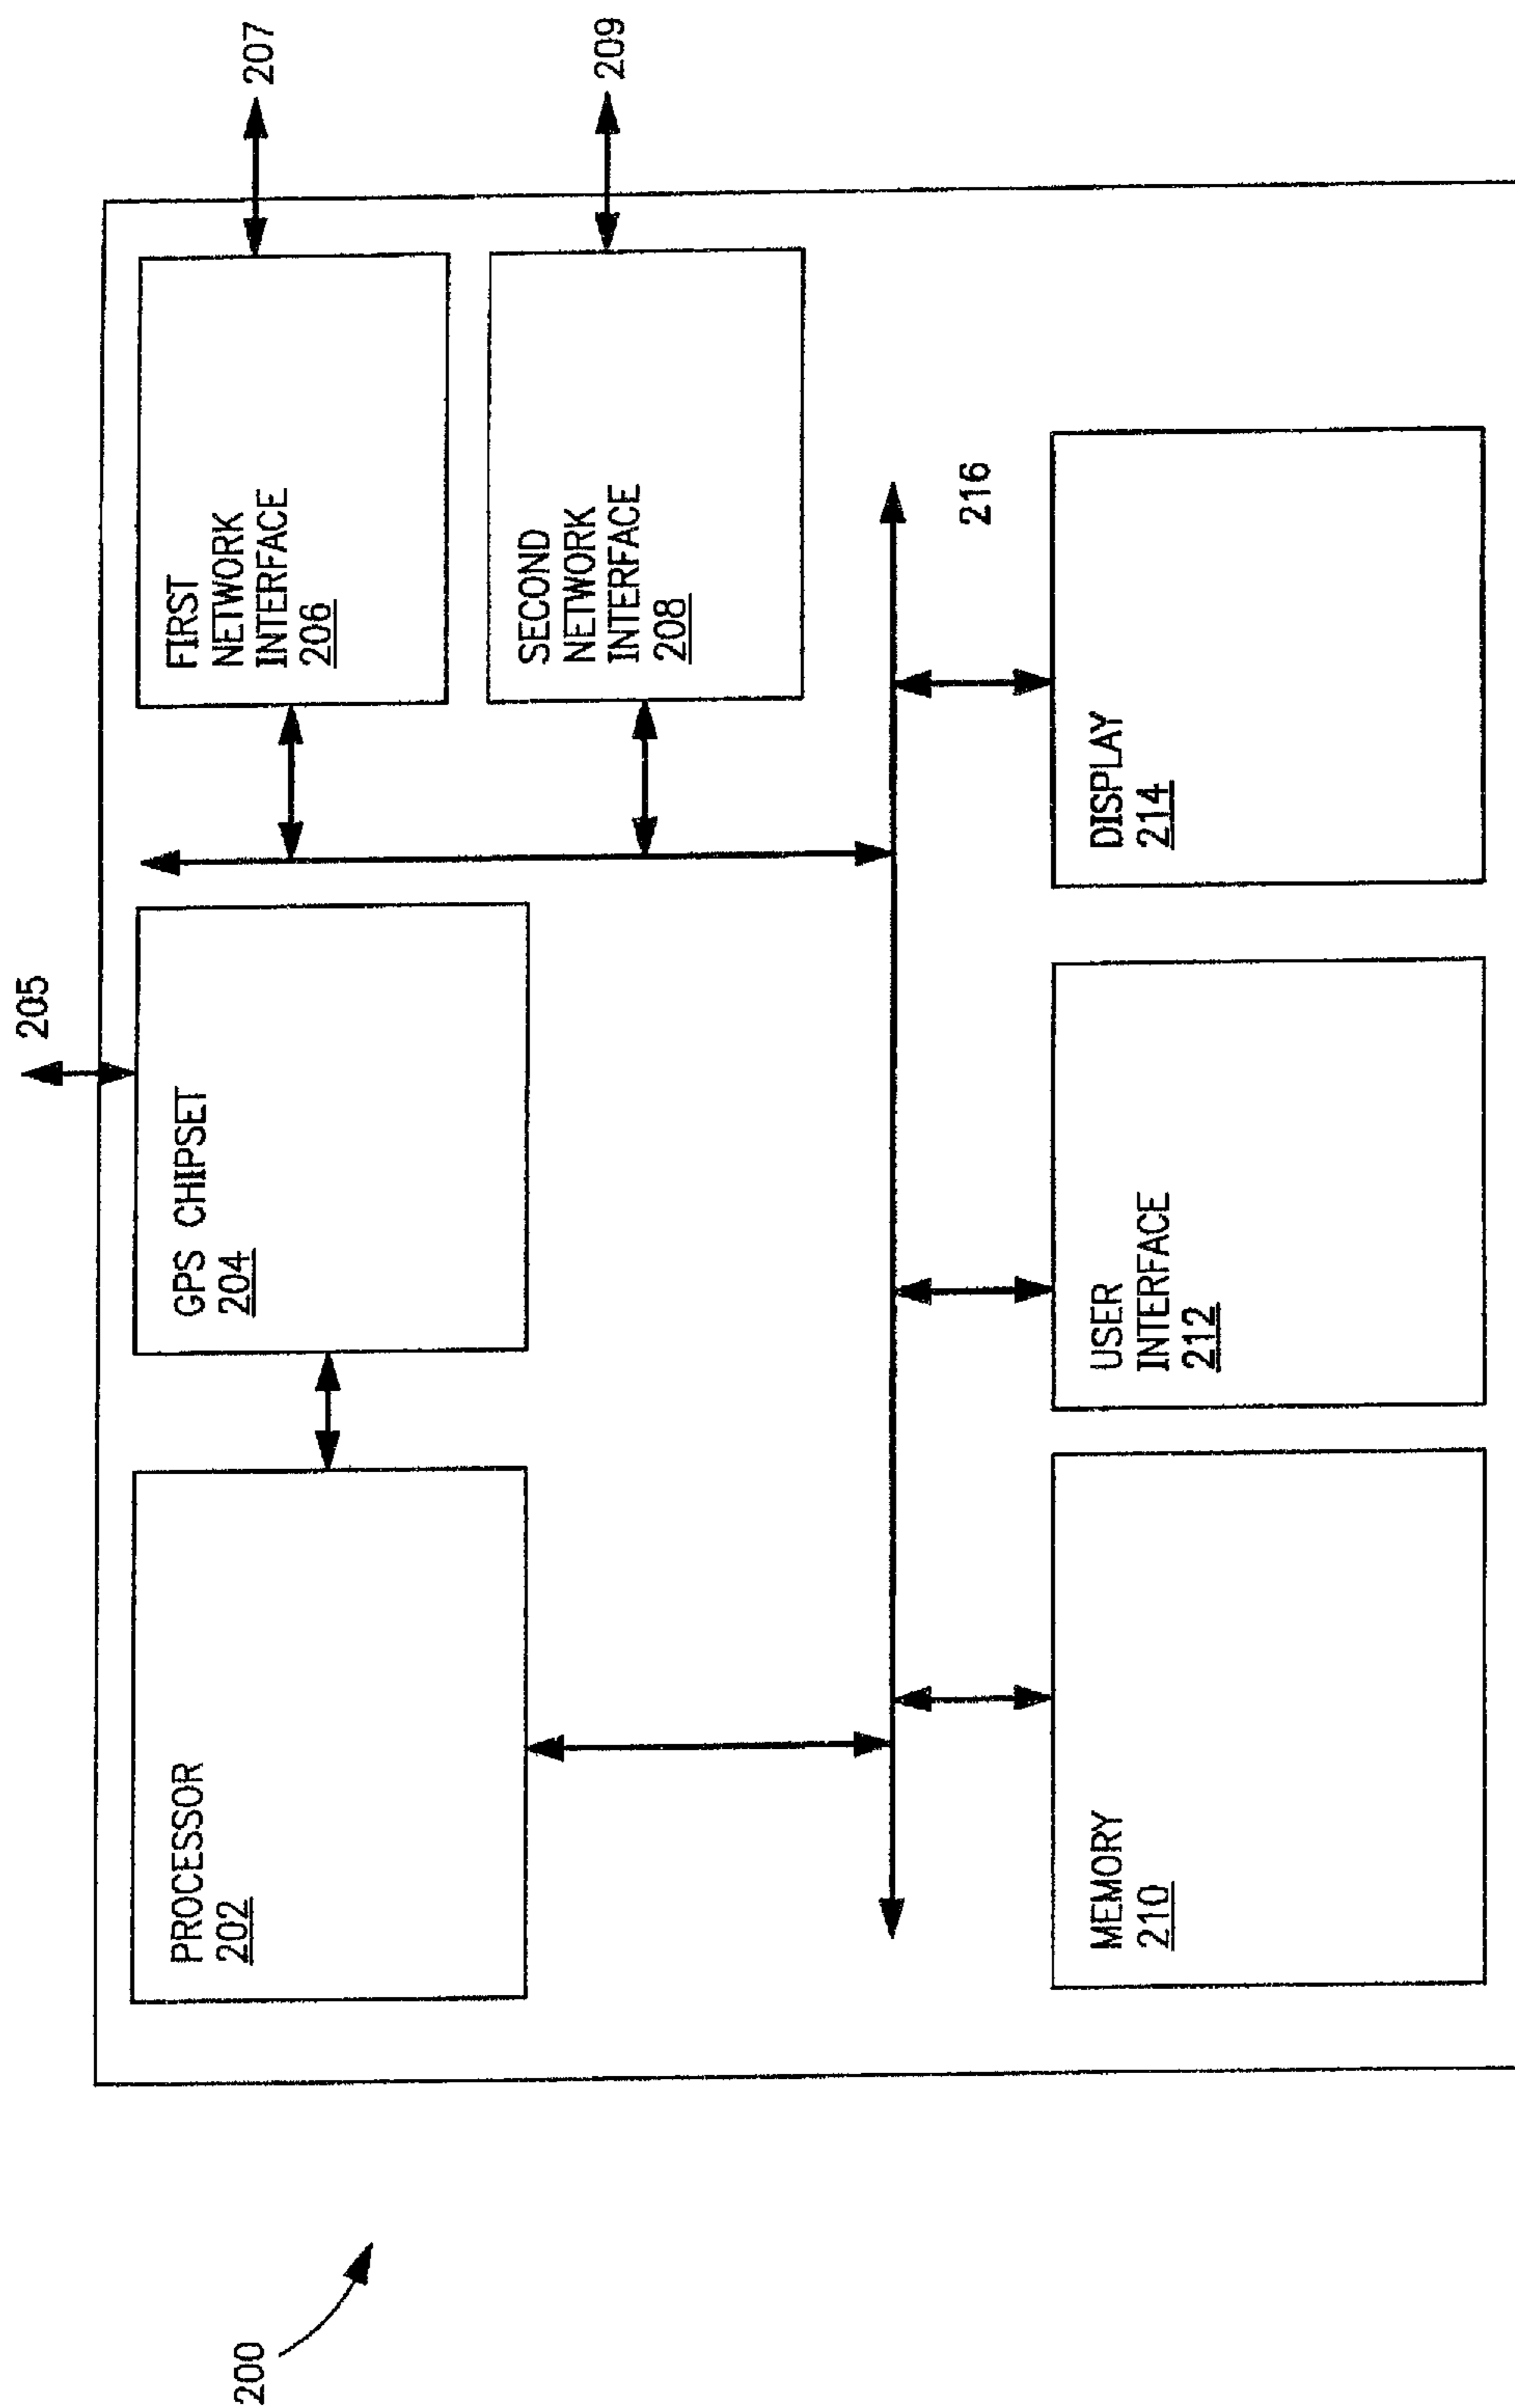 200
205
207
209
PROCESSOR
202
GPS CHIPSET
204
FIRST
NETWORK
INTERFACE
206
SECOND
NETWORK
INTERFACE
208
216
MEMORY
210
USER
INTERFACE
212
DISPLAY
214